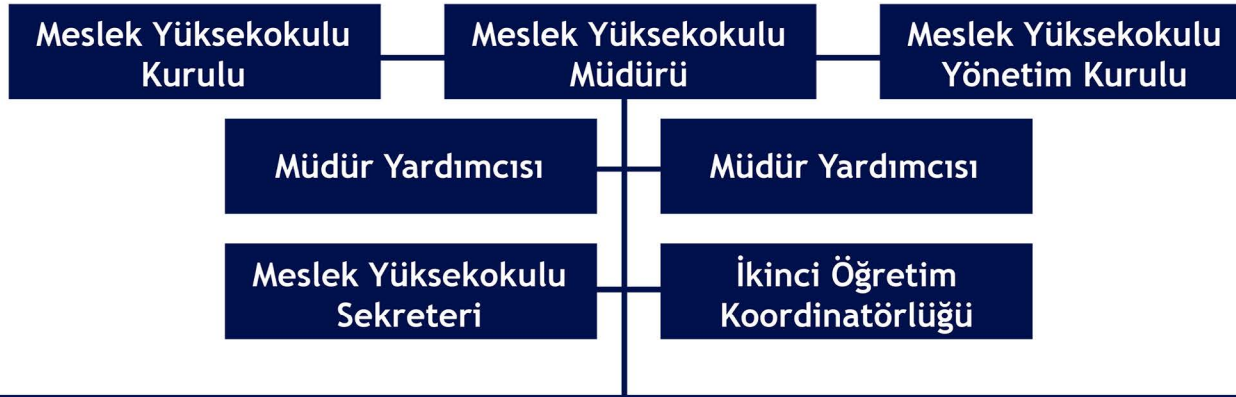 Meslek Yüksekokulu
Kurulu
Meslek Yüksekokulu
Müdürü
Meslek Yüksekokulu
Yönetim Kurulu
Müdür Yardımcısı
Müdür Yardımcısı
Meslek Yüksekokulu
Sekreteri
İkinci Öğretim
Koordinatörlüğü